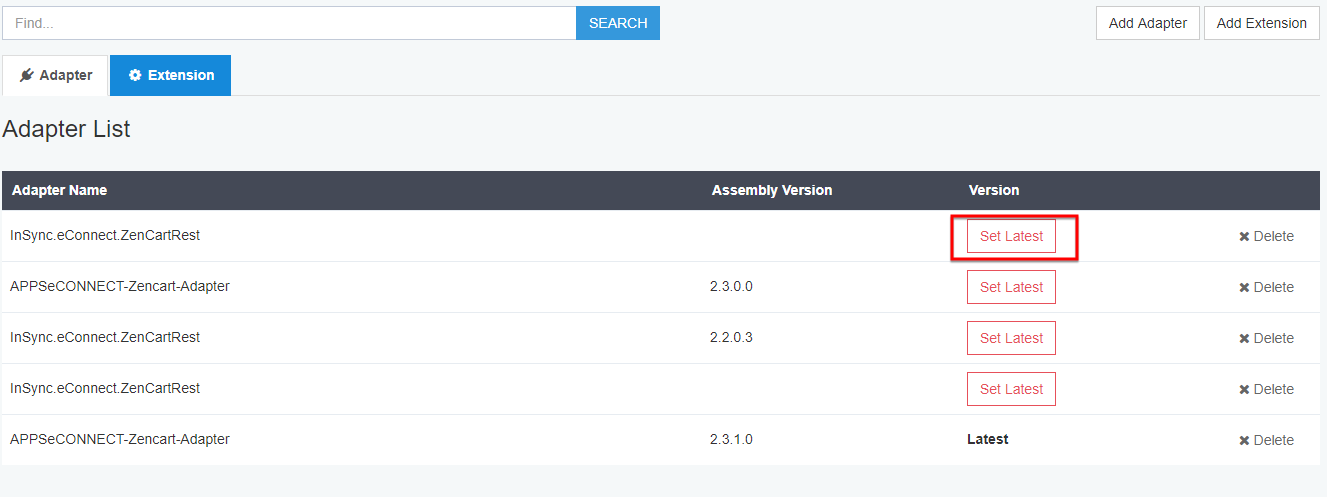 Find... SEARCH Add Adapter Add Extension
Adapter Extension
Adapter List
Adapter Name Assembly Version Version
InSync.eConnect.ZenCartRest Set Latest Delete
APPSeCONNECT-Zencart-Adapter 2.3.0.0 Set Latest Delete
InSync.eConnect.ZenCartRest 2.2.0.3 Set Latest Delete
InSync.eConnect.ZenCartRest Set Latest Delete
APPSeCONNECT-Zencart-Adapter 2.3.1.0 Latest Delete